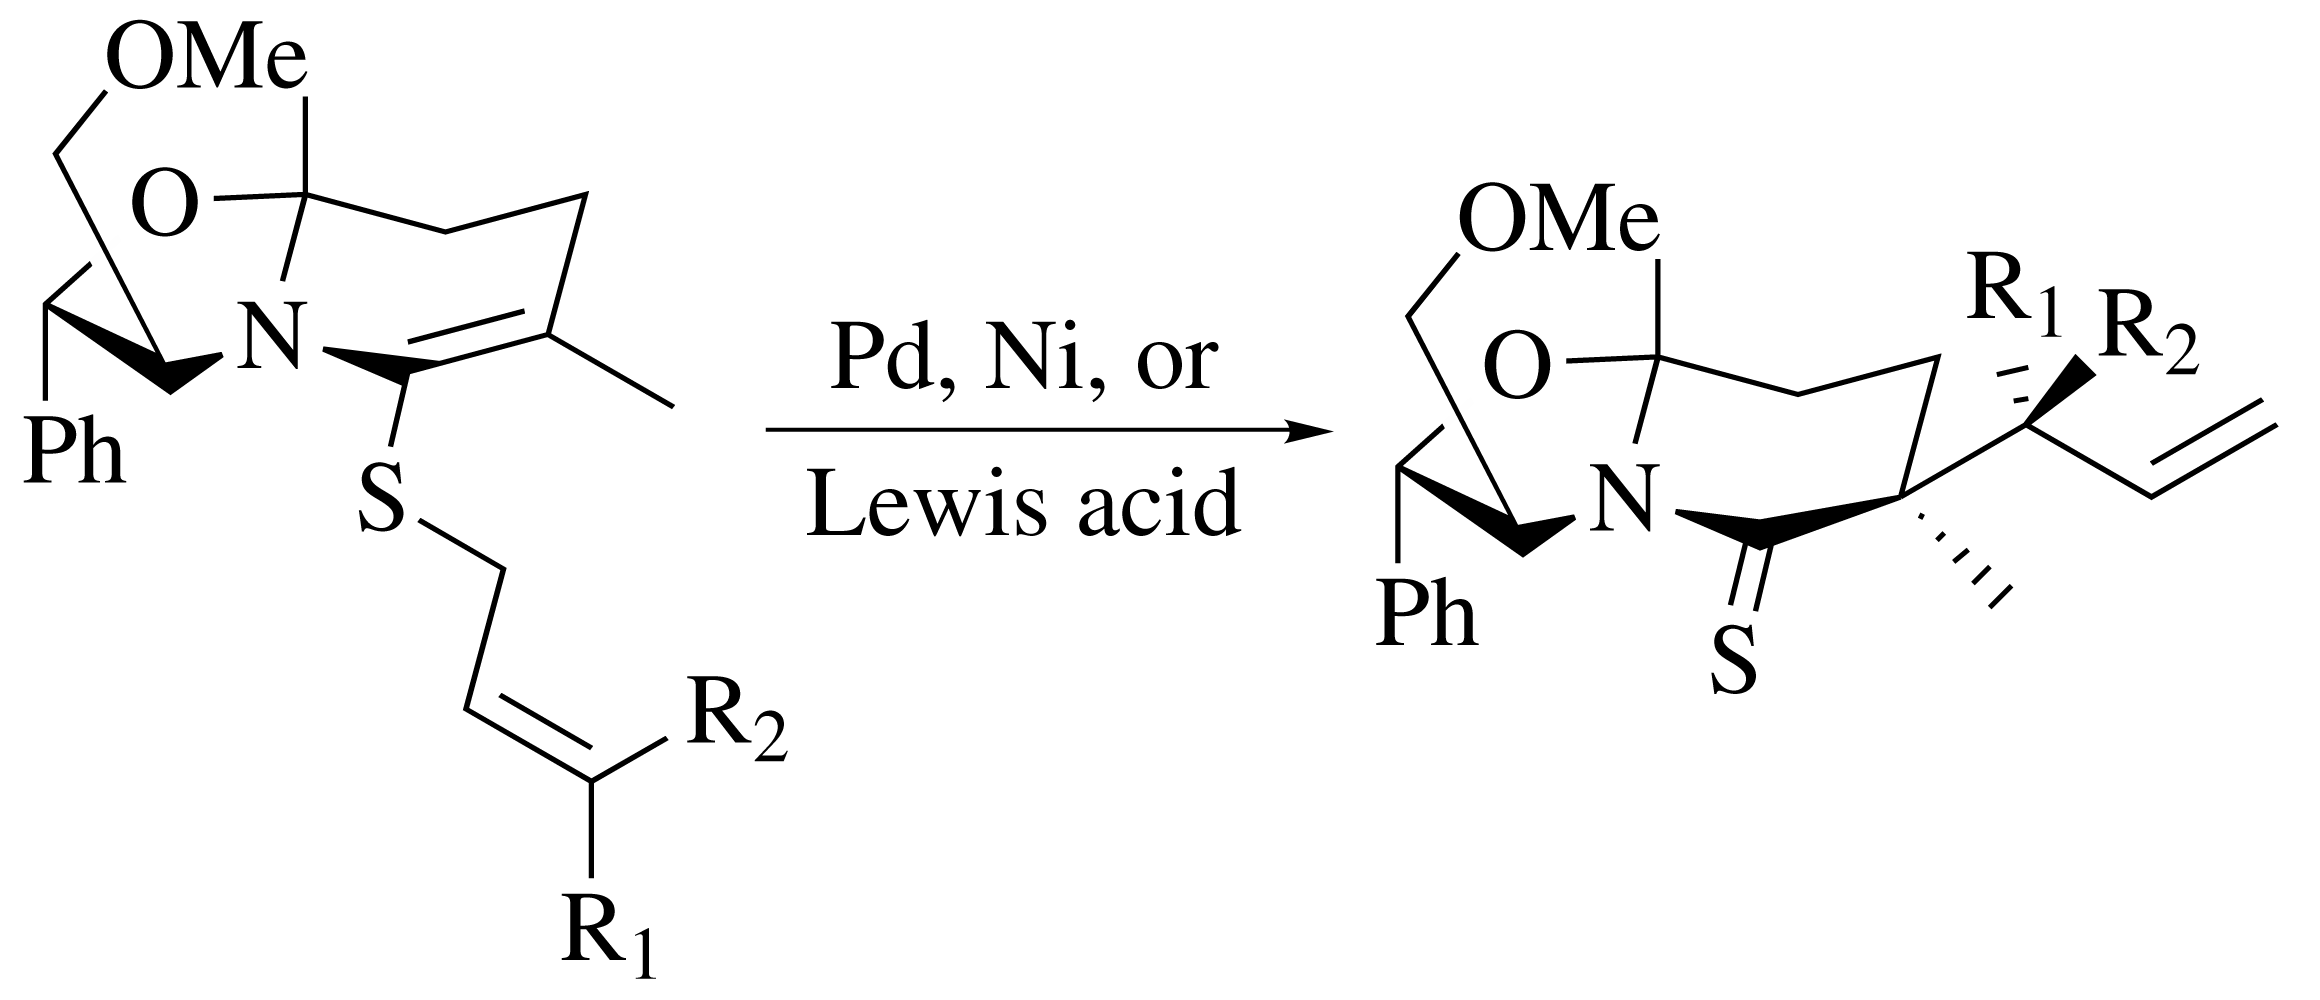 OMe
O
N
Ph
S
R2
R1
Pd, Ni, or
Lewis acid
OMe
R1
R2
O
N
Ph
S